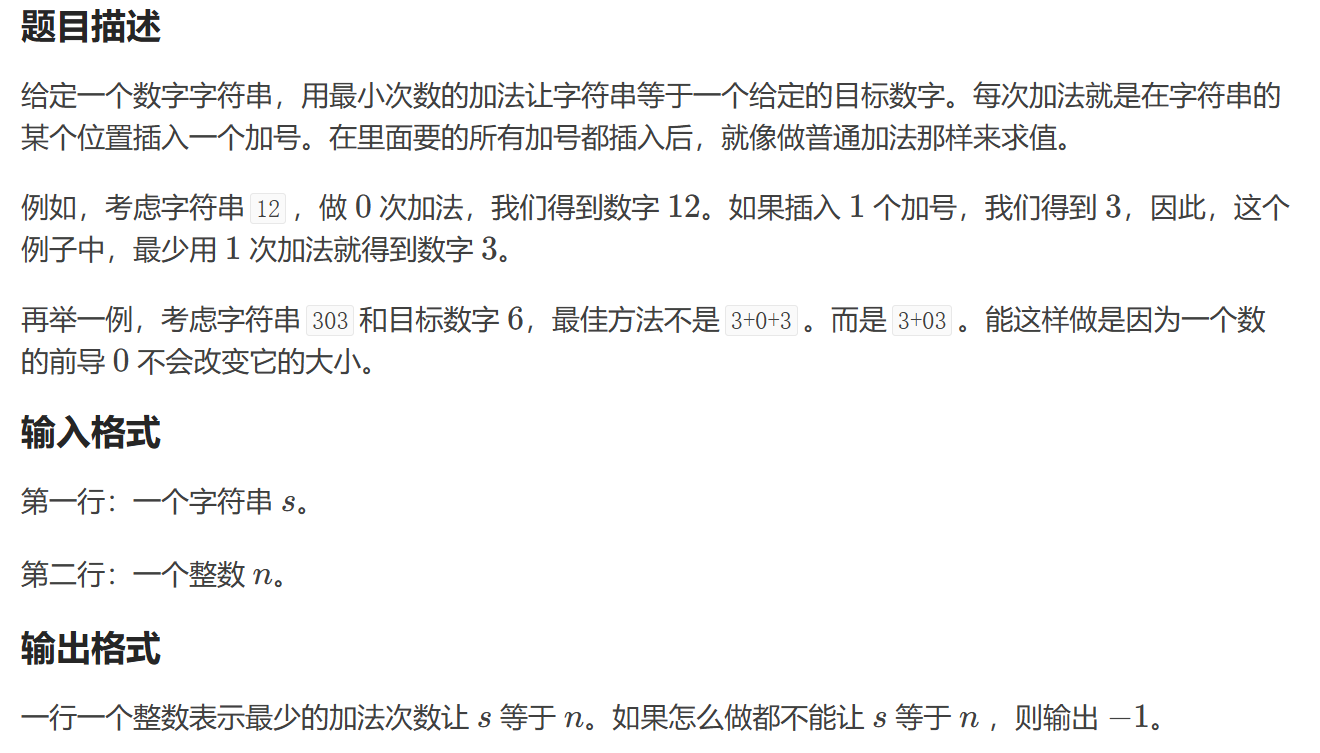 题目描述
给定一个数字字符串，用最小次数的加法让字符串等于一个给定的目标数字。每次加法就是在字符串的
某个位置插入一个加号。在里面要的所有加号都插入后，就像做普通加法那样来求值。
例如，考虑字符串 12 ，做 0 次加法，我们得到数字 12。如果插入 1 个加号，我们得到 3，因此，这个
例子中，最少用 1 次加法就得到数字 3。
再举一例，考虑字符串 303 和目标数字 6，最佳方法不是 3+0+3 。而是 3+03 。能这样做是因为一个数
的前导 0 不会改变它的大小。
输入格式
第一行：一个字符串 s。
第二行：一个整数 n。
输出格式
一行一个整数表示最少的加法次数让 s 等于 n。如果怎么做都不能让 s 等于 n ，则输出 −1。